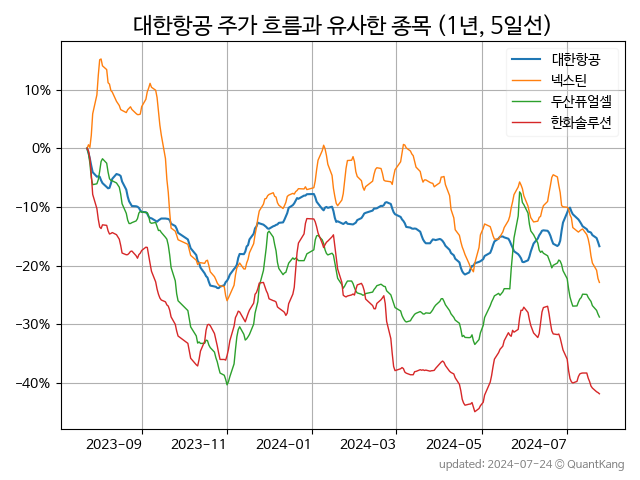 대한항공 주가 흐름과 유사한 종목 (1년, 5일선)
대한항공
넥스틴
두산퓨얼셀
한화솔루션
10%
0%
−10%
−20%
−30%
−40%
2023-09
2023-11
2024-01
2024-03
2024-05
2024-07
updated: 2024-07-24 © QuantKang